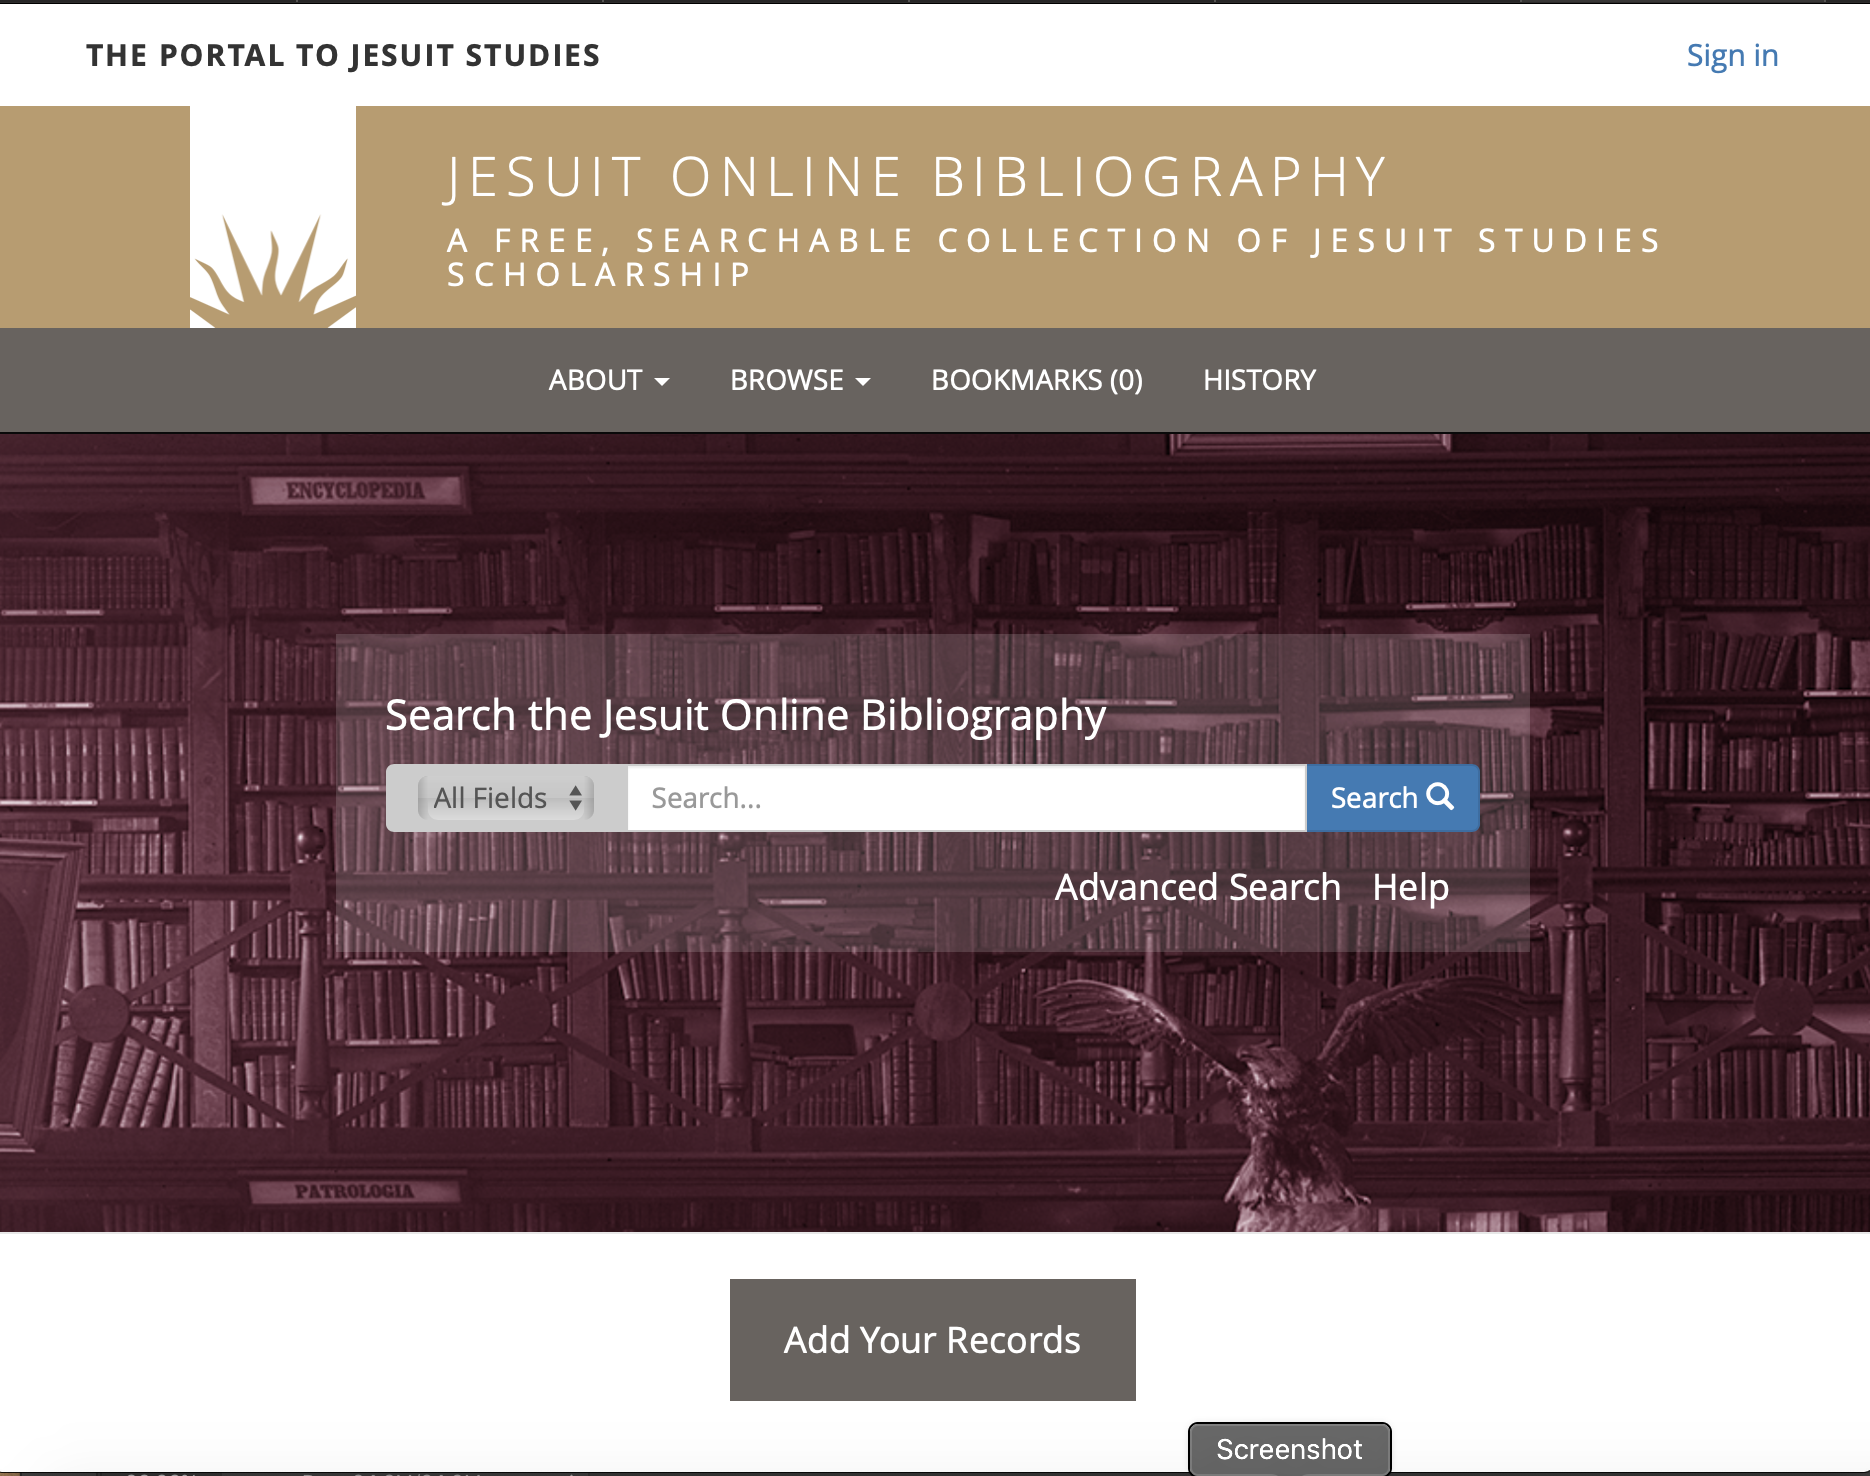 THE PORTAL TO JESUIT STUDIES
Sign in
JESUIT ONLINE BIBLIOGRAPHY
A FREE, SEARCHABLE COLLECTION OF JESUIT STUDIES
SCHOLARSHIP
ABOUT
BROWSE
BOOKMARKS (0)
HISTORY
ENCYCLOPEDIA
Search the Jesuit Online Bibliography
All Fields
Search...
Search
Advanced Search
Help
PATROLOGIA
Add Your Records
Screenshot